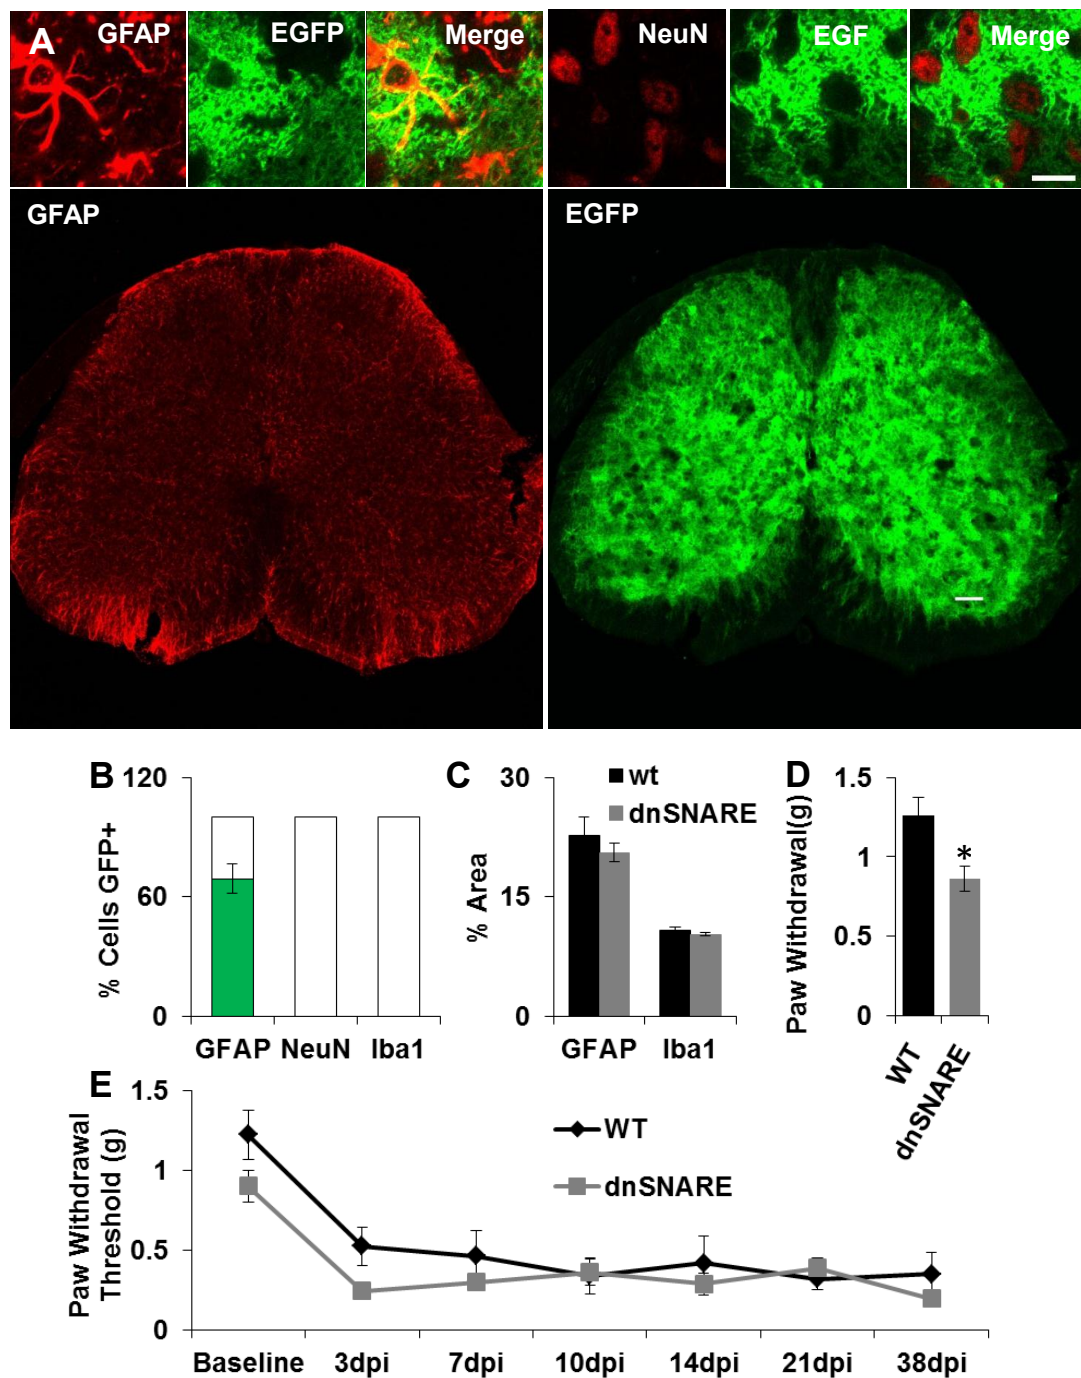 A
GFAP
EGFP
Merge
NeuN
EGF
Merge
GFAP
EGFP
B
120
60
0
% Cells GFP+
GFAP NeuN Iba1
C
30
15
0
% Area
wt
dnSNARE
GFAP Iba1
D
1.5
1
0.5
0
Paw Withdrawal(g)
*
WT
dnSNARE
E
1.5
1
0.5
0
Paw Withdrawal
Threshold (g)
WT
dnSNARE
Baseline 3dpi 7dpi 10dpi 14dpi 21dpi 38dpi